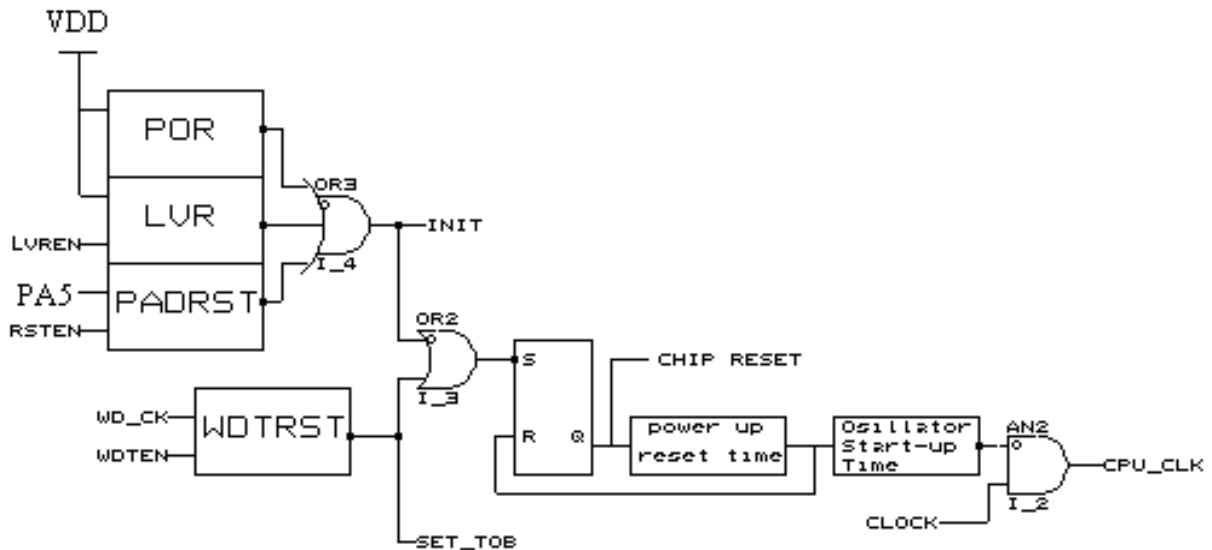 VDD
POR
LVR
LVREN
PA5
PADRST
RSTEN
OR3
I_4
INIT
OR2
I_3
WD_CK
WDTEN
WDTRST
SET_TOB
S
R
Q
CHIP RESET
power up
reset time
Osillator
Start-up
Time
AN2
I_2
CLOCK
CPU_CLK